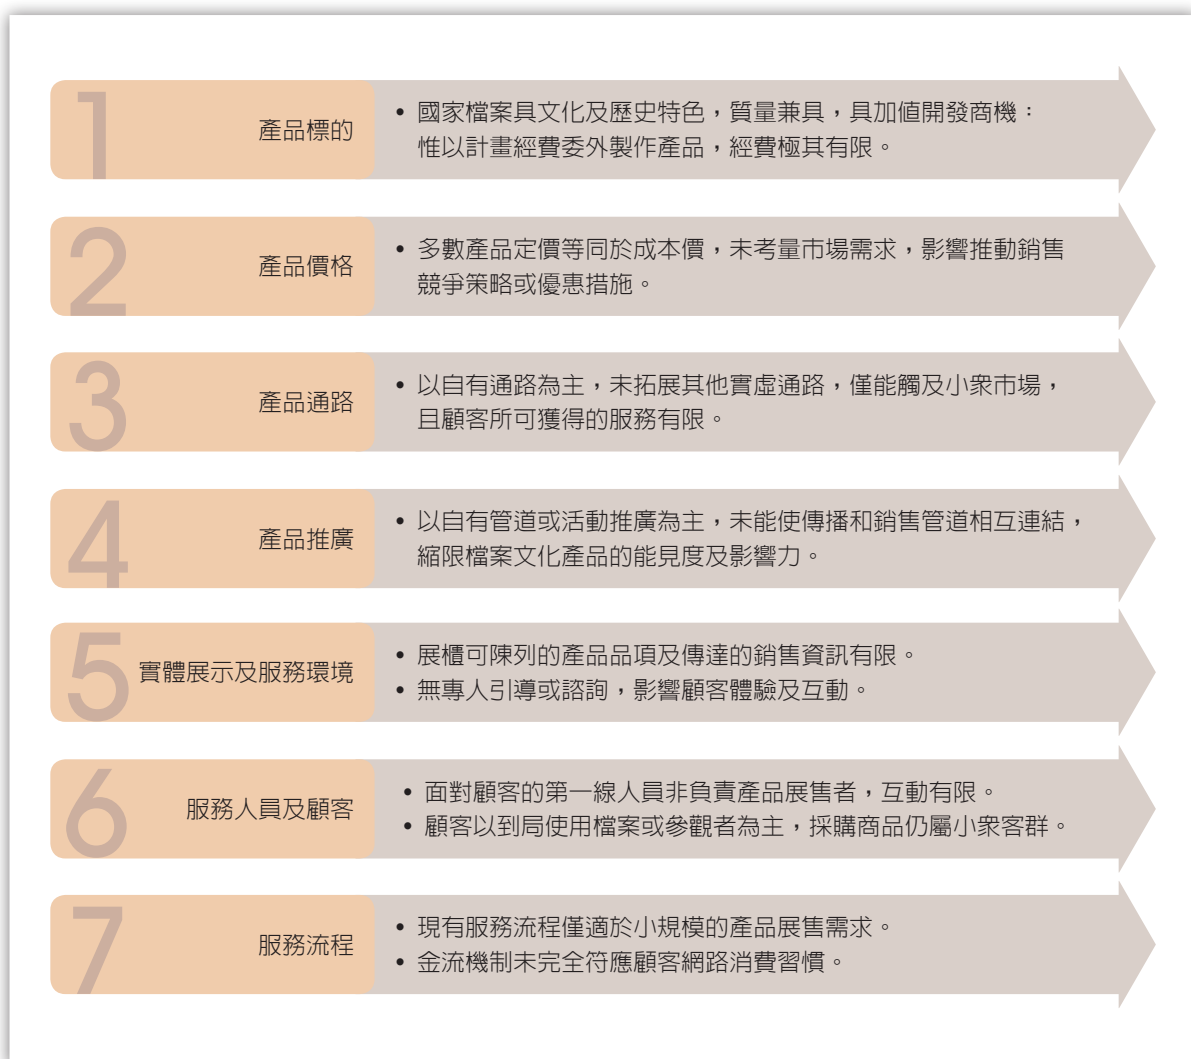 1
產品標的
• 國家檔案具文化及歷史特色，質量兼具，具加值開發商機：
惟以計畫經費委外製作產品，經費極其有限。
2
產品價格
• 多數產品定價等同於成本價，未考量市場需求，影響推動銷售
競爭策略或優惠措施。
3
產品通路
• 以自有通路為主，未拓展其他實虛通路，僅能觸及小衆市場，
且顧客所可獲得的服務有限。
4
產品推廣
• 以自有管道或活動推廣為主，未能使傳播和銷售管道相互連結，
縮限檔案文化產品的能見度及影響力。
5
實體展示及服務環境
• 展櫃可陳列的產品品項及傳達的銷售資訊有限。
• 無專人引導或諮詢，影響顧客體驗及互動。
6
服務人員及顧客
• 面對顧客的第一線人員非負責產品展售者，互動有限。
• 顧客以到局使用檔案或參觀者為主，採購商品仍屬小衆客群。
7
服務流程
• 現有服務流程僅適於小規模的產品展售需求。
• 金流機制未完全符應顧客網路消費習慣。